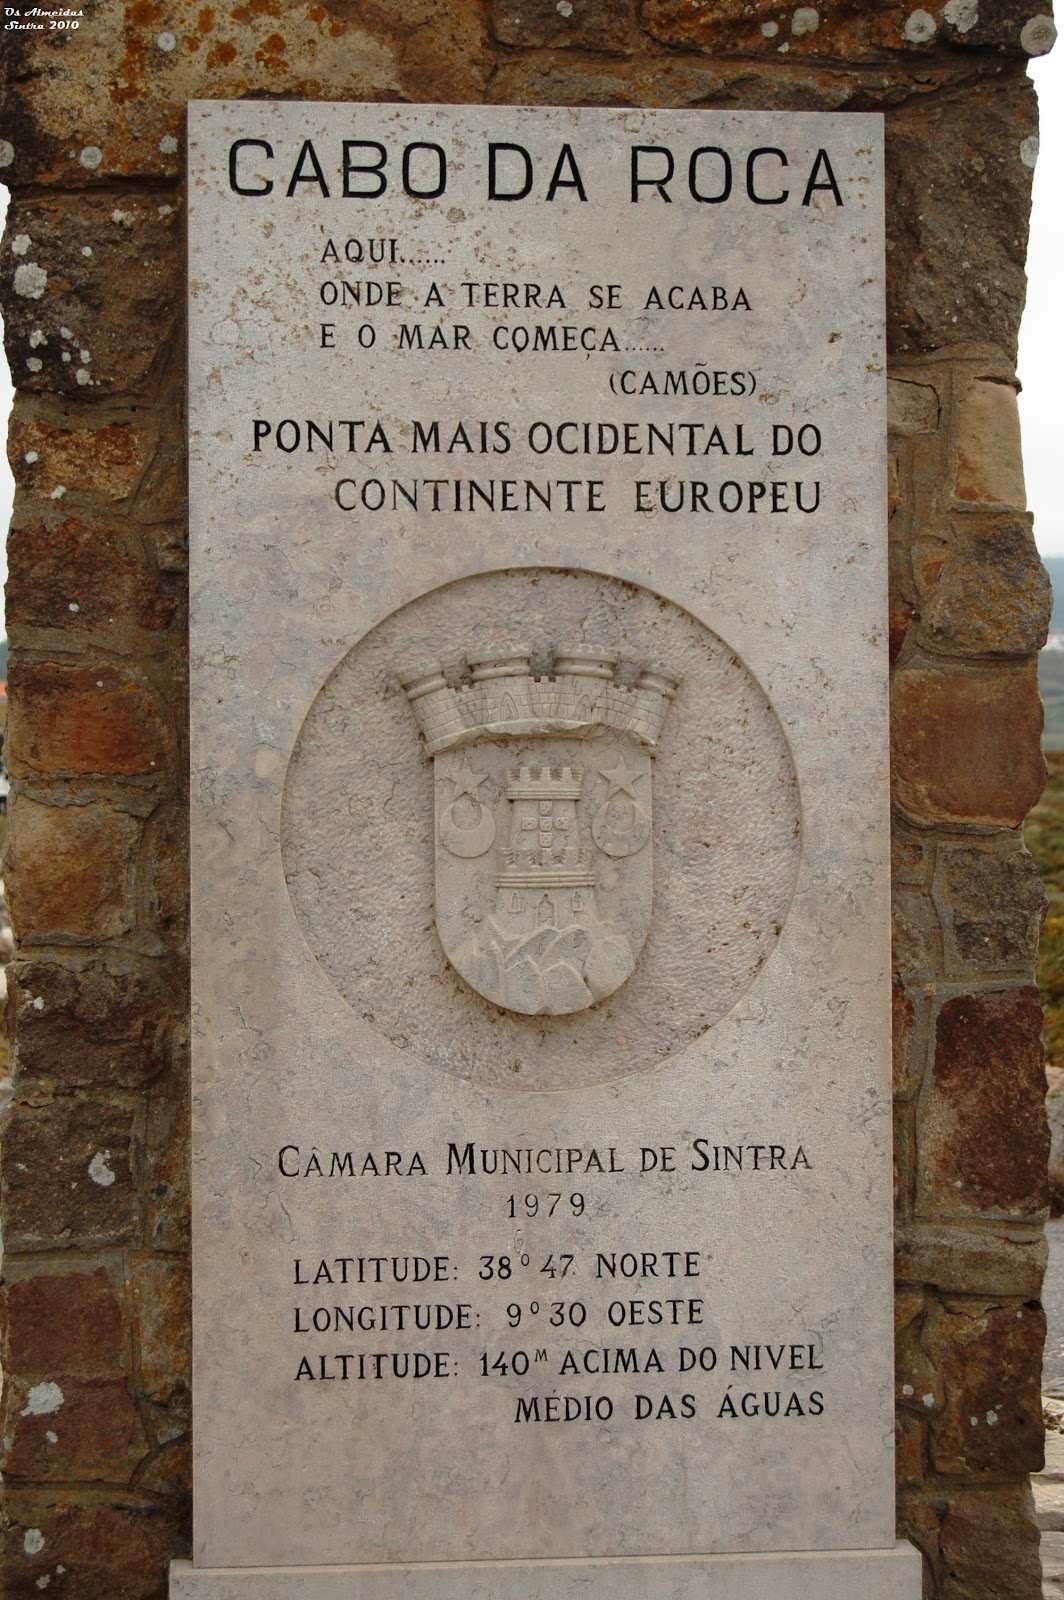 Os Almeidas
Sintra 2010
CABO DA ROCA
AQUI......
ONDE A TERRA SE ACABA
E O MAR COMEÇA......
(CAMÕES)
PONTA MAIS OCIDENTAL DO
CONTINENTE EUROPEU
CÂMARA MUNICIPAL DE SINTRA
1979
LATITUDE: 38º 47 NORTE
LONGITUDE: 9º 30 OESTE
ALTITUDE: 140ᴹ ACIMA DO NIVEL
MÉDIO DAS ÁGUAS